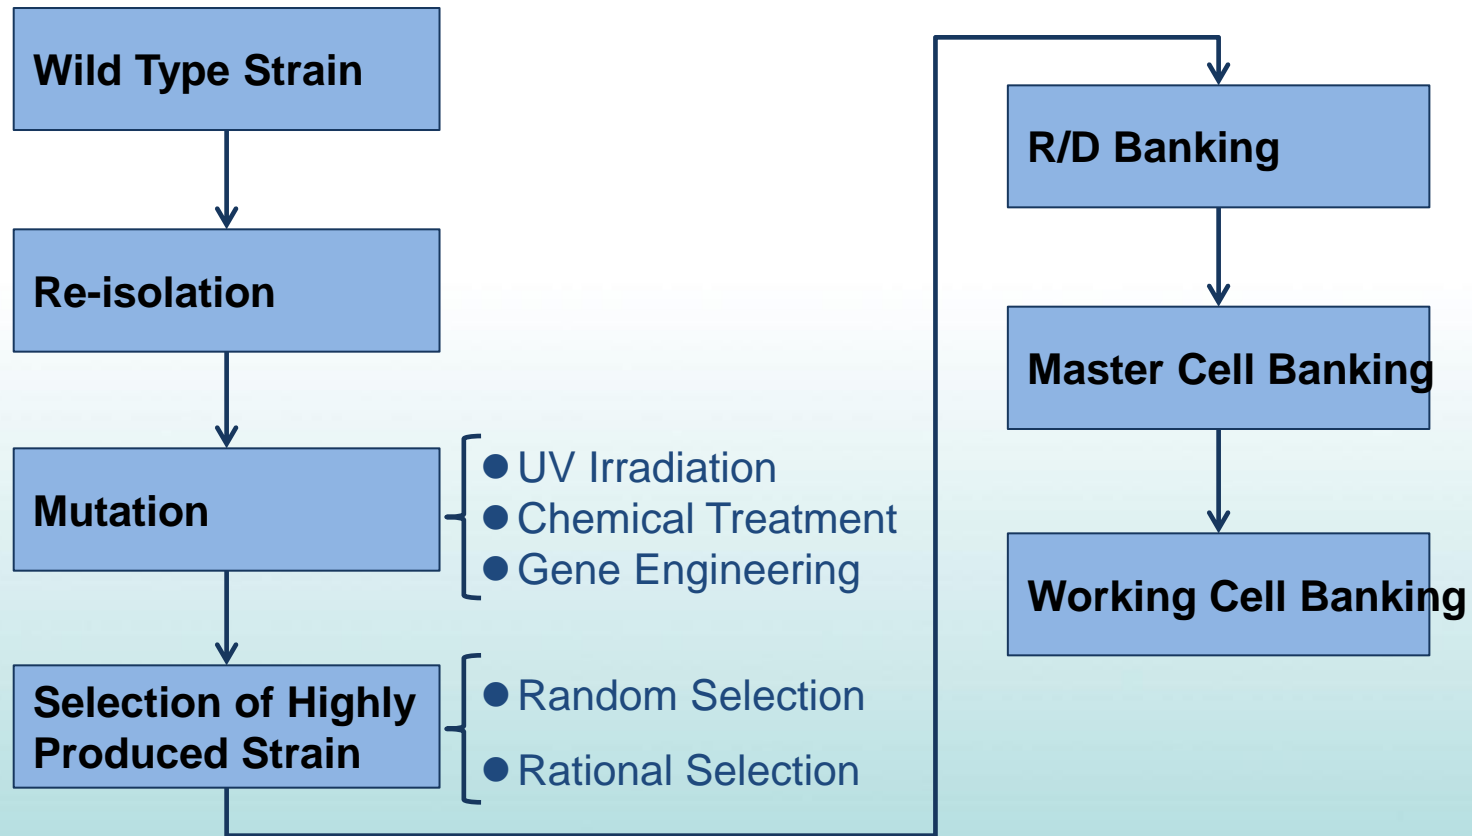 Wild Type Strain
Re-isolation
Mutation
● UV Irradiation
● Chemical Treatment
● Gene Engineering
Selection of Highly
Produced Strain
● Random Selection
● Rational Selection
R/D Banking
Master Cell Banking
Working Cell Banking